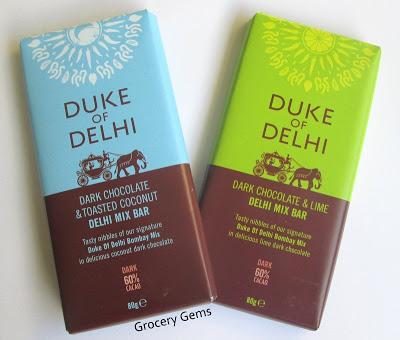 DUKE
OF
DELHI
DARK CHOCOLATE
& TOASTED COCONUT
DELHI MIX BAR
Tasty nibbles of our signature
Duke Of Delhi Bombay Mix
in delicious coconut dark chocolate
DARK
60%
CACAO
80g℮
DUKE
OF
DELHI
DARK CHOCOLATE & LIME
DELHI MIX BAR
Tasty nibbles of our signature
Duke Of Delhi Bombay Mix
in delicious lime dark chocolate
DARK
60%
CACAO
80g℮
Grocery Gems